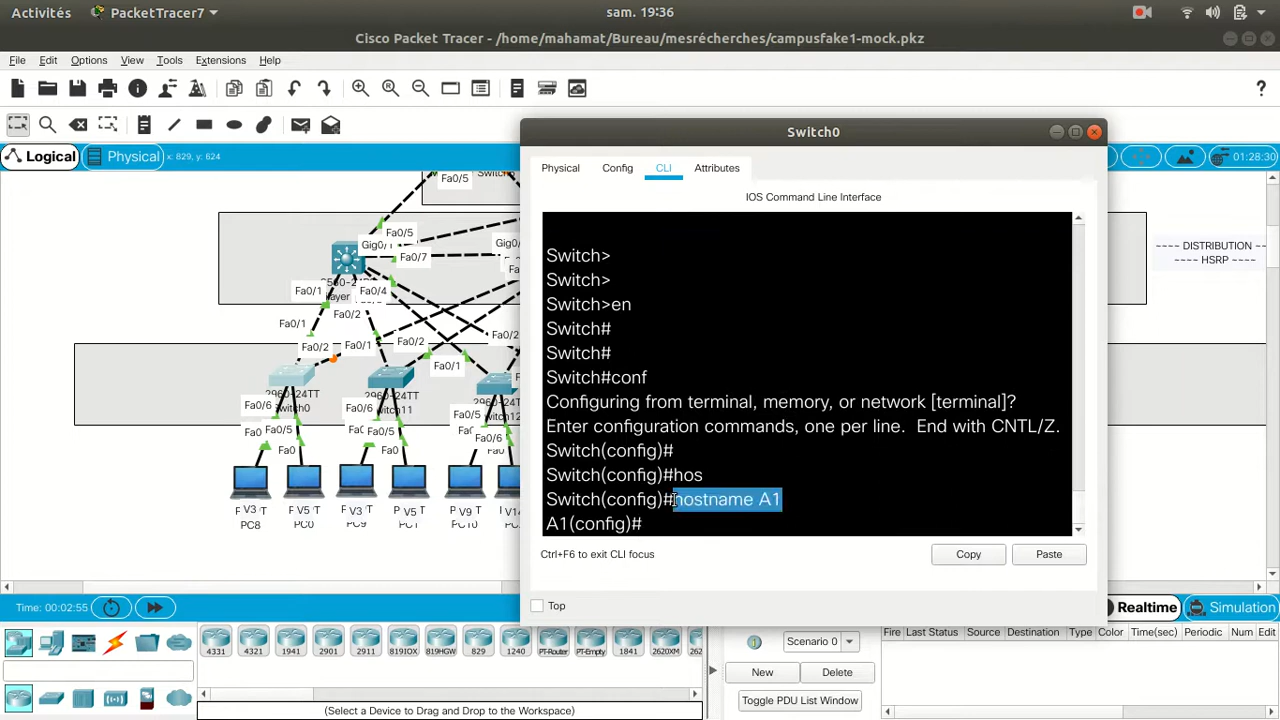 Activités
PacketTracer7
sam. 19:36
Cisco Packet Tracer - /home/mahamat/Bureau/mesrécherches/campusfake1-mock.pkz
File Edit Options View Tools Extensions Help
Logical
Physical
x: 829, y: 624
01:28:30
Switch0
Physical
Config
CLI
Attributes
IOS Command Line Interface
Switch>
Switch>
Switch>en
Switch#
Switch#
Switch#conf
Configuring from terminal, memory, or network [terminal]?
Enter configuration commands, one per line. End with CNTL/Z.
Switch(config)#
Switch(config)#hos
Switch(config)#hostname A1
A1(config)#
Ctrl+F6 to exit CLI focus
Copy
Paste
Top
Fa0/5
Fa0/5
Fa0/7
Fa0/1
Fa0/4
Fa0/2
Fa0/1
Fa0/2
Fa0/1
Fa0/2
Fa0/1
Fa0/2
2960-24TT
Switch0
2960-24TT
Fa0/6
Fa0/5
Fa0
Fa0
Fa0/6
Fa0/5
Fa0
Fa0/5
Fa0/6
Fa0
PC8
PC9
PC1
PC10
---- DISTRIBUTION ----
---- HSRP ----
Time: 00:02:55
Realtime
Simulation
4331
4321
1941
2901
2911
819IOX
819HGW
829
1240
PT-Router
PT-Empty
1841
2620XM
(Select a Device to Drag and Drop to the Workspace)
Scenario 0
New
Delete
Toggle PDU List Window
Fire
Last Status
Source
Destination
Type
Color
Time(sec)
Periodic
Num
Edit